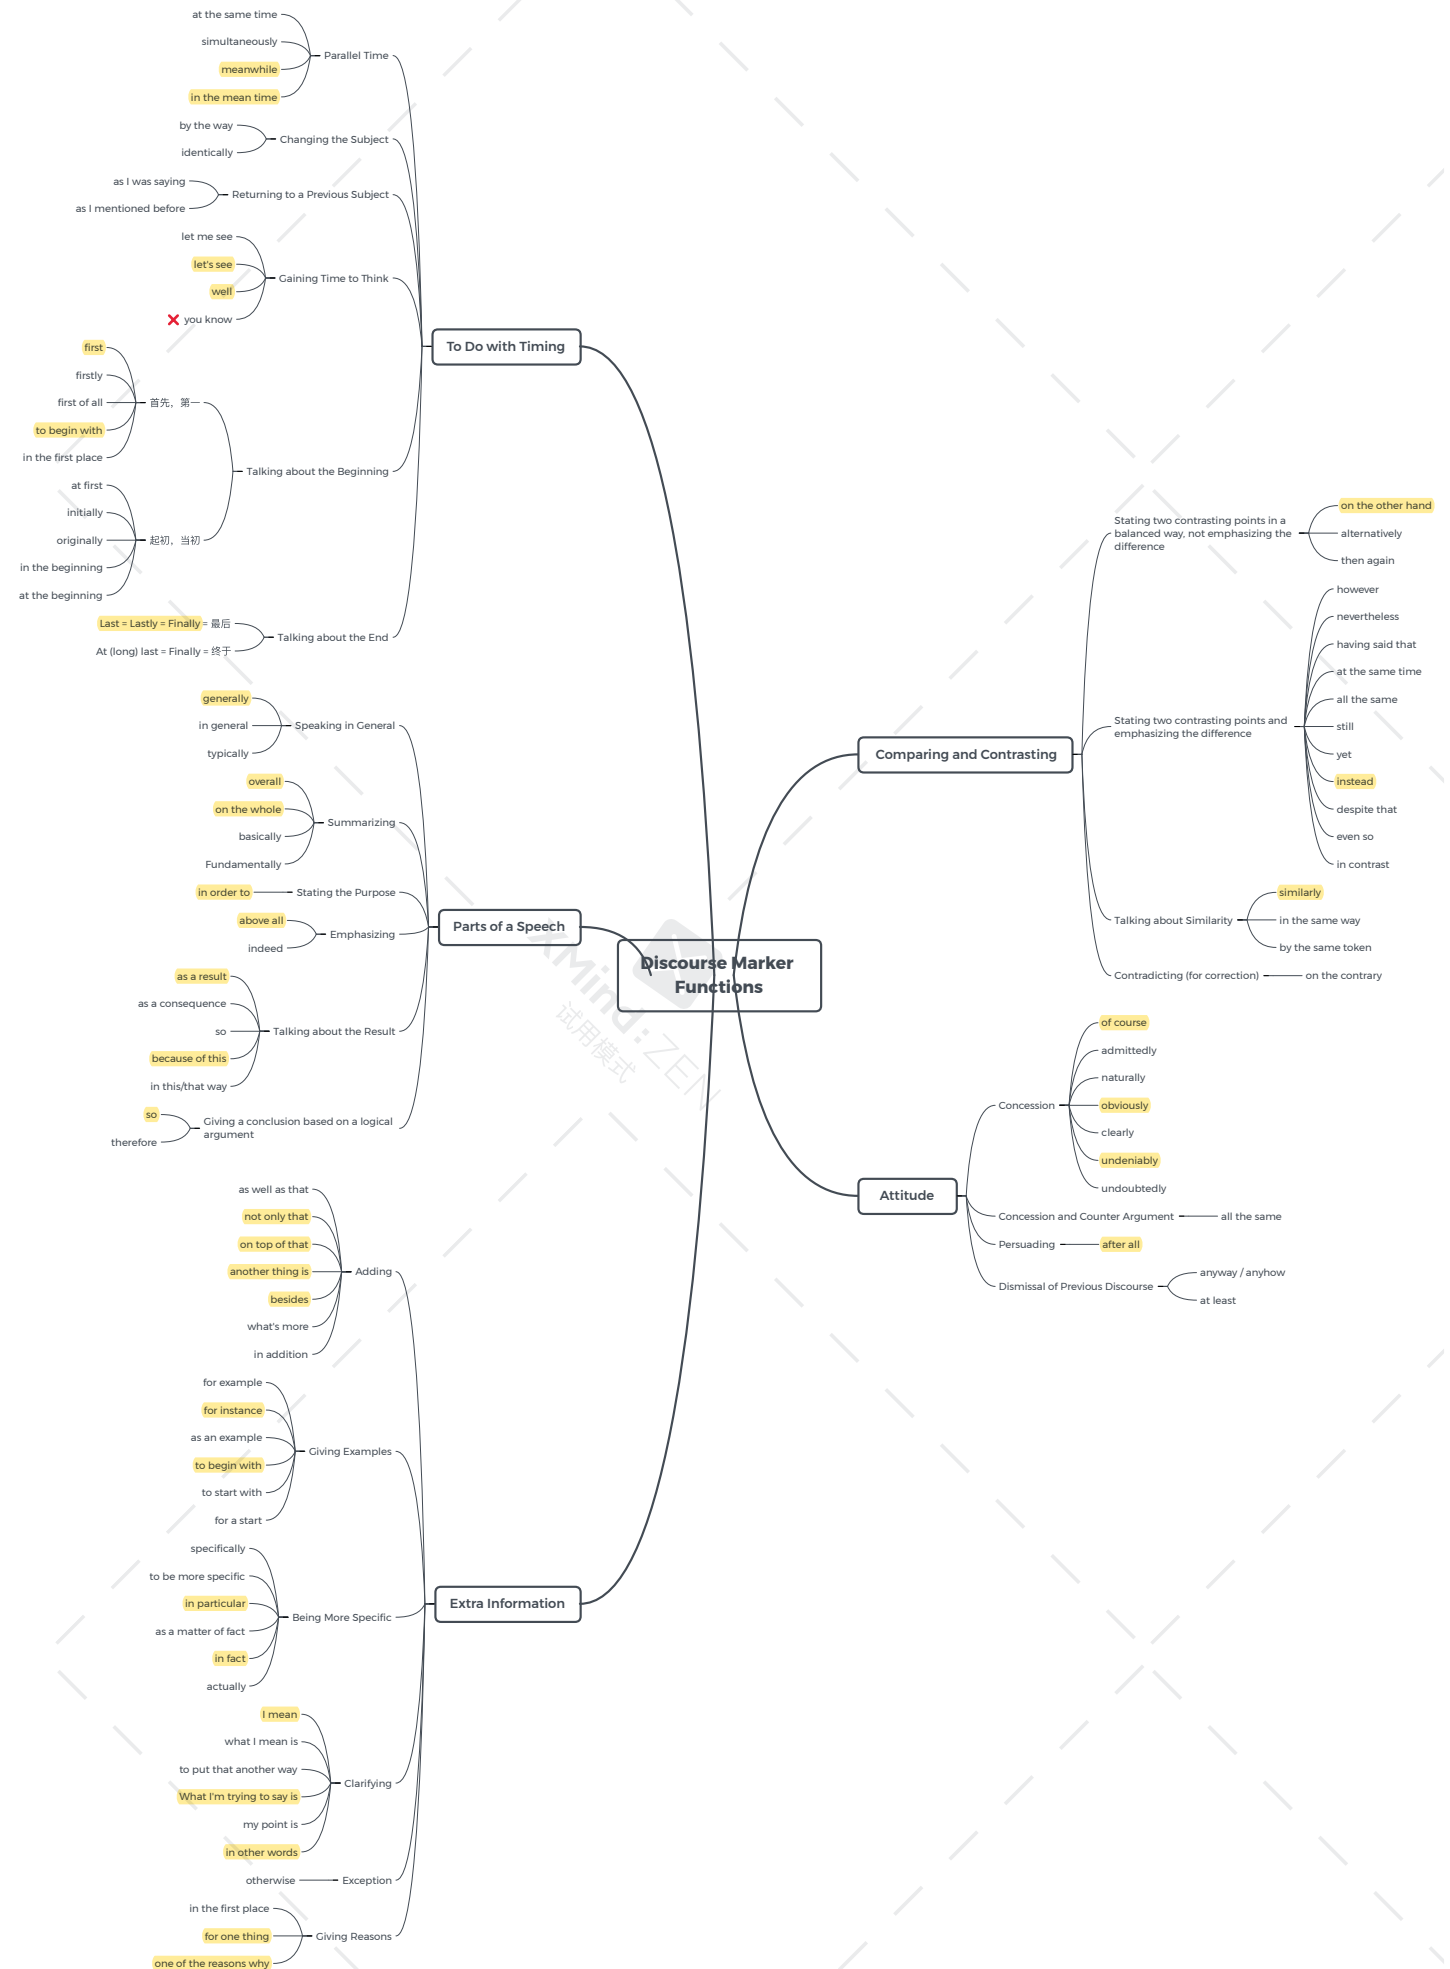 at the same time
simultaneously
meanwhile
in the mean time
Parallel Time
by the way
identically
Changing the Subject
as I was saying
as I mentioned before
Returning to a Previous Subject
let me see
let's see
well
❌ you know
Gaining Time to Think
first
firstly
first of all
to begin with
in the first place
首先，第一
at first
initially
originally
in the beginning
at the beginning
起初，当初
Talking about the Beginning
Last = Lastly = Finally = 最后
At (long) last = Finally = 终于
Talking about the End
To Do with Timing
generally
in general
typically
Speaking in General
overall
on the whole
basically
Fundamentally
Summarizing
in order to
Stating the Purpose
above all
indeed
Emphasizing
as a result
as a consequence
so
because of this
in this/that way
Talking about the Result
so
therefore
Giving a conclusion based on a logical
argument
Parts of a Speech
as well as that
not only that
on top of that
another thing is
besides
what's more
in addition
Adding
for example
for instance
as an example
to begin with
to start with
for a start
Giving Examples
specifically
to be more specific
in particular
as a matter of fact
in fact
actually
Being More Specific
I mean
what I mean is
to put that another way
What I'm trying to say is
my point is
in other words
Clarifying
otherwise
Exception
in the first place
for one thing
one of the reasons why
Giving Reasons
Extra Information
Discourse Marker
Functions
XMind:ZEN
试用模式
Comparing and Contrasting
Stating two contrasting points in a
balanced way, not emphasizing the
difference
on the other hand
alternatively
then again
Stating two contrasting points and
emphasizing the difference
however
nevertheless
having said that
at the same time
all the same
still
yet
instead
despite that
even so
in contrast
Talking about Similarity
similarly
in the same way
by the same token
Contradicting (for correction)
on the contrary
Attitude
Concession
of course
admittedly
naturally
obviously
clearly
undeniably
undoubtedly
Concession and Counter Argument
all the same
Persuading
after all
Dismissal of Previous Discourse
anyway / anyhow
at least